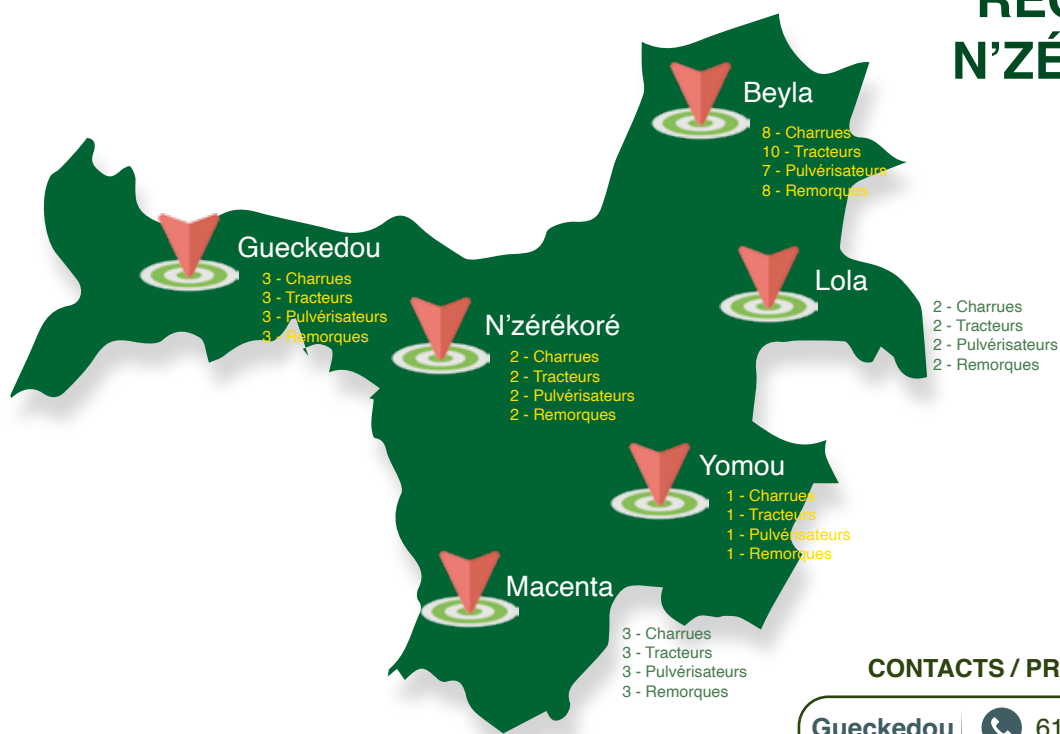 N'ZÉ
Beyla
8 - Charrues
10 - Tracteurs
7 - Pulvérisateurs
8 - Remorques
Gueckedou
3 - Charrues
3 - Tracteurs
3 - Pulvérisateurs
3 - Remorques
Lola
2 - Charrues
2 - Tracteurs
2 - Pulvérisateurs
2 - Remorques
N'zérékoré
2 - Charrues
2 - Tracteurs
2 - Pulvérisateurs
2 - Remorques
Yomou
1 - Charrues
1 - Tracteurs
1 - Pulvérisateurs
1 - Remorques
Macenta
3 - Charrues
3 - Tracteurs
3 - Pulvérisateurs
3 - Remorques
CONTACTS / PR
Gueckedou 61